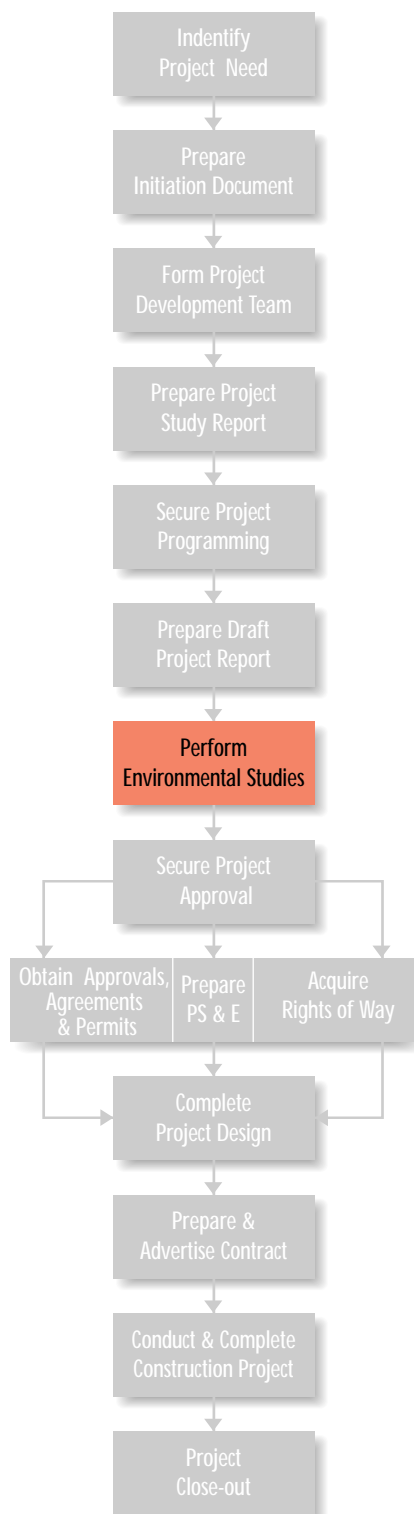 Indentify
Project Need
Prepare
Initiation Document
Form Project
Development Team
Prepare Project
Study Report
Secure Project
Programming
Prepare Draft
Project Report
Perform
Environmental Studies
Secure Project
Approval
Obtain Approvals,
Agreements
& Permits
Prepare
PS & E
Acquire
Rights of Way
Complete
Project Design
Prepare &
Advertise Contract
Conduct & Complete
Construction Project
Project
Close-out